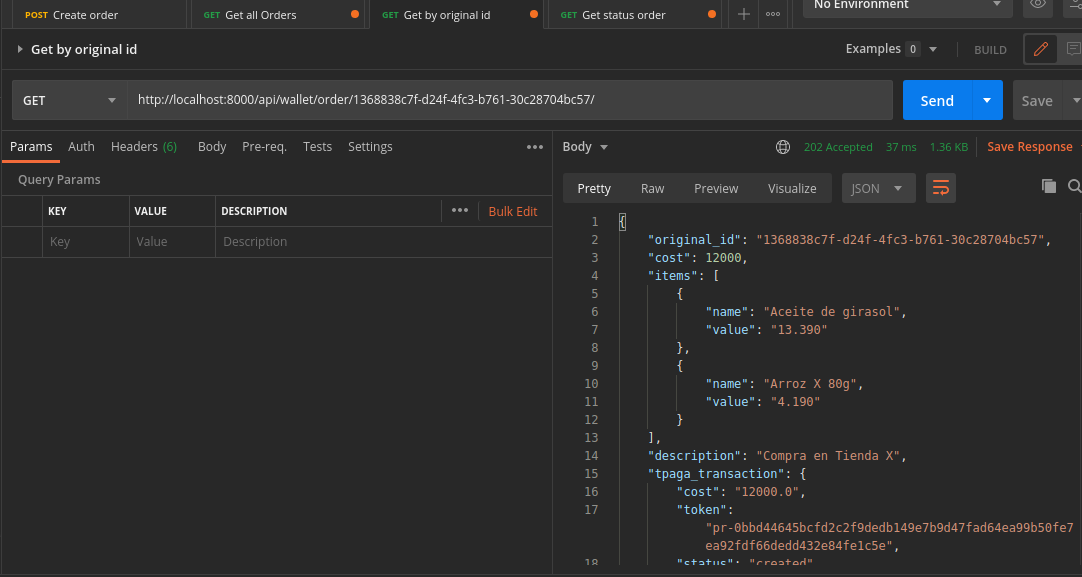 POST Create order GET Get all Orders GET Get by original id GET Get status order No Environment
Get by original id Examples 0 BUILD
GET http://localhost:8000/api/wallet/order/1368838c7f-d24f-4fc3-b761-30c28704bc57/ Send Save
Params Auth Headers (6) Body Pre-req. Tests Settings
Query Params
KEY VALUE DESCRIPTION Bulk Edit
Key Value Description
Body 202 Accepted 37 ms 1.36 KB Save Response
Pretty Raw Preview Visualize JSON
1 {
2 "original_id": "1368838c7f-d24f-4fc3-b761-30c28704bc57",
3 "cost": 12000,
4 "items": [
5 {
6 "name": "Aceite de girasol",
7 "value": "13.390"
8 },
9 {
10 "name": "Arroz X 80g",
11 "value": "4.190"
12 }
13 ],
14 "description": "Compra en Tienda X",
15 "tpaga_transaction": {
16 "cost": "12000.0",
17 "token":
"pr-0bbd44645bcfd2c2f9dedb149e7b9d47fad64ea99b50fe7
ea92fdf66dedd432e84fe1c5e",
18 "status": "created"